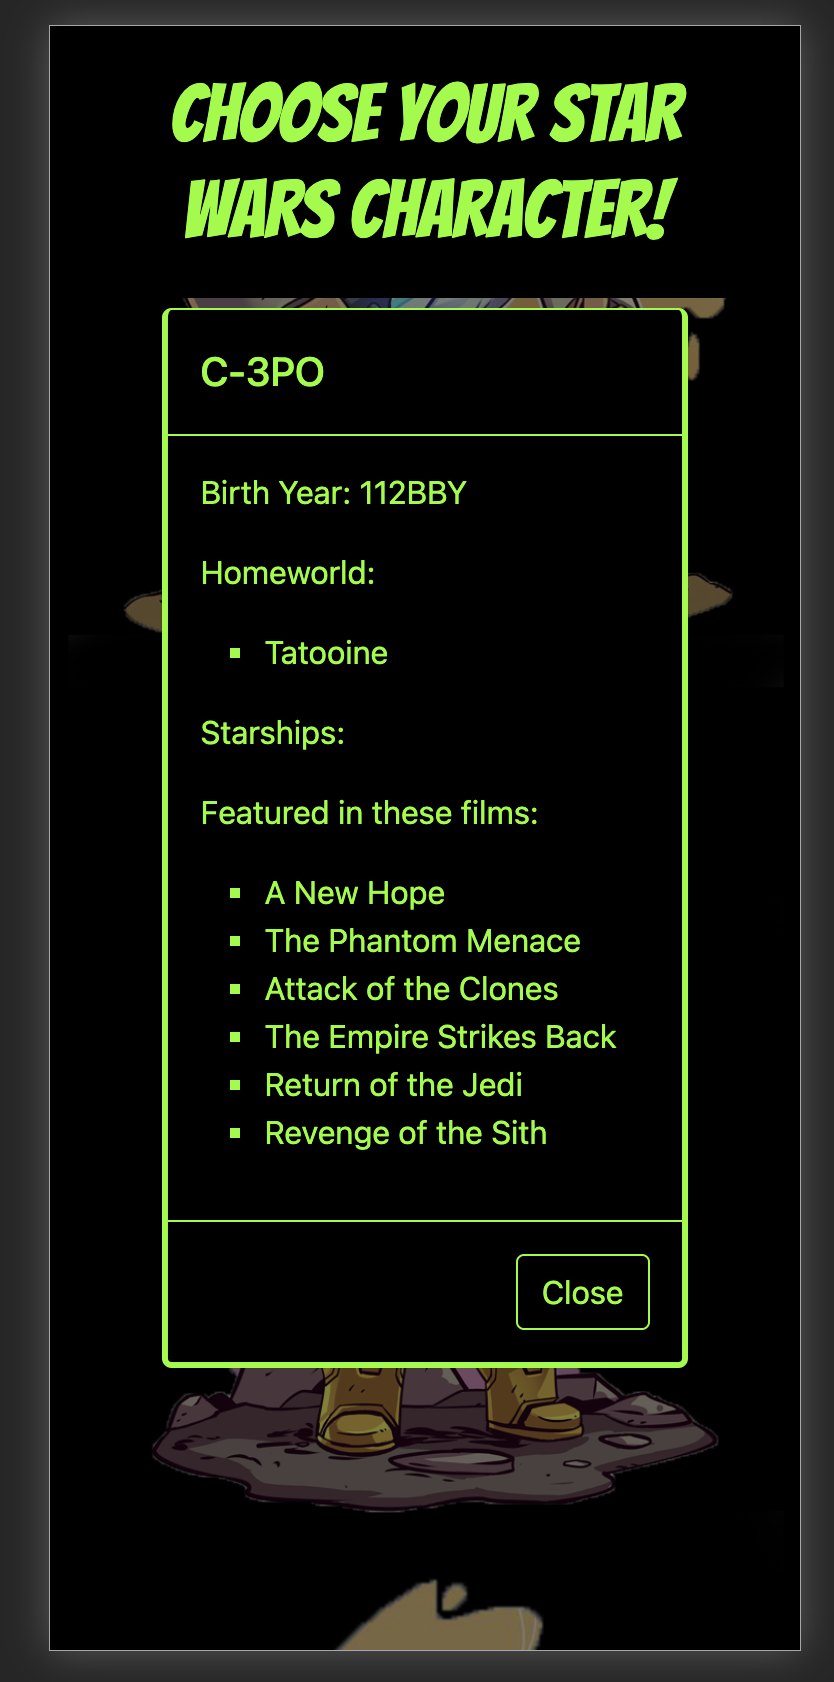 CHOOSE YOUR STAR
WARS CHARACTER!
C-3PO
Birth Year: 112BBY
Homeworld:
Tatooine
Starships:
Featured in these films:
A New Hope
The Phantom Menace
Attack of the Clones
The Empire Strikes Back
Return of the Jedi
Revenge of the Sith
Close